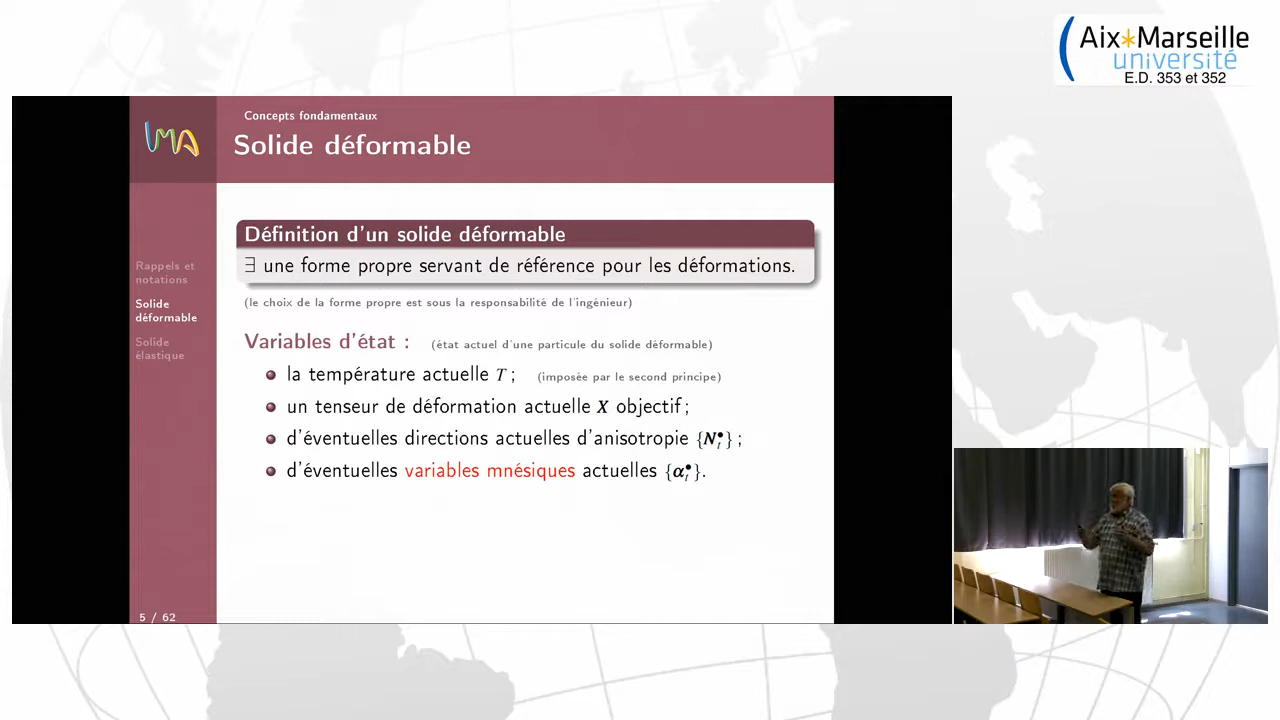 Aix*Marseille
université
E.D. 353 et 352
LMA
Concepts fondamentaux
Solide déformable
Définition d'un solide déformable
∃ une forme propre servant de référence pour les déformations.
(le choix de la forme propre est sous la responsabilité de l'ingénieur)
Variables d'état : (état actuel d'une particule du solide déformable)
la température actuelle T ; (imposée par le second principe)
un tenseur de déformation actuelle X objectif ;
d'éventuelles directions actuelles d'anisotropie {N•t} ;
d'éventuelles variables mnésiques actuelles {α•t}.
Rappels et
notations
Solide
déformable
Solide
élastique
5 / 62